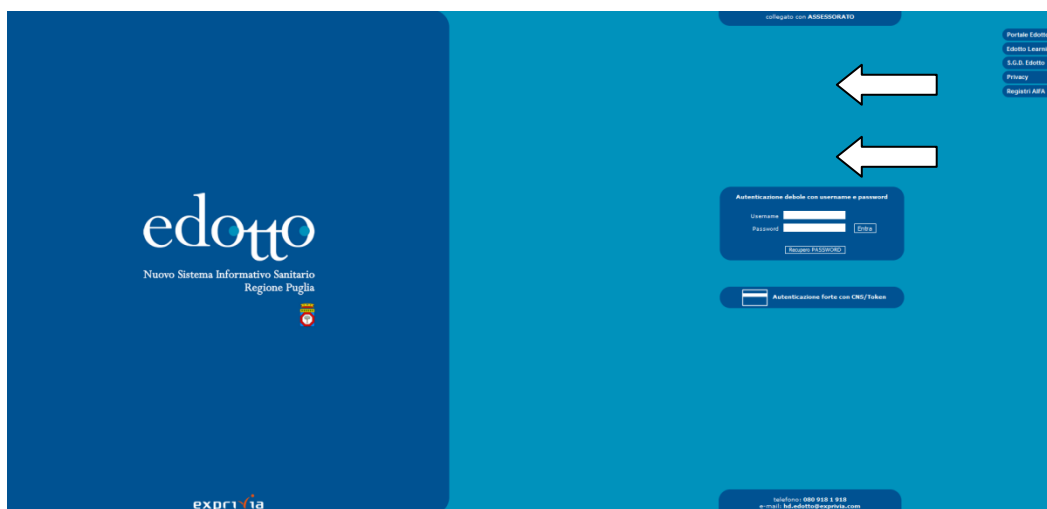 collegato con ASSESSORATO
Portale Edotto
Edotto Learni
S.G.D. Edotto
Privacy
Registri AIFA
edotto
Nuovo Sistema Informativo Sanitario
Regione Puglia
Autenticazione debole con username e password
Username
Password
Entra
Recupero PASSWORD
Autenticazione forte con CNS/Token
exprivia
telefono: 080 918 1 918
e-mail: hd.edotto@exprivia.com